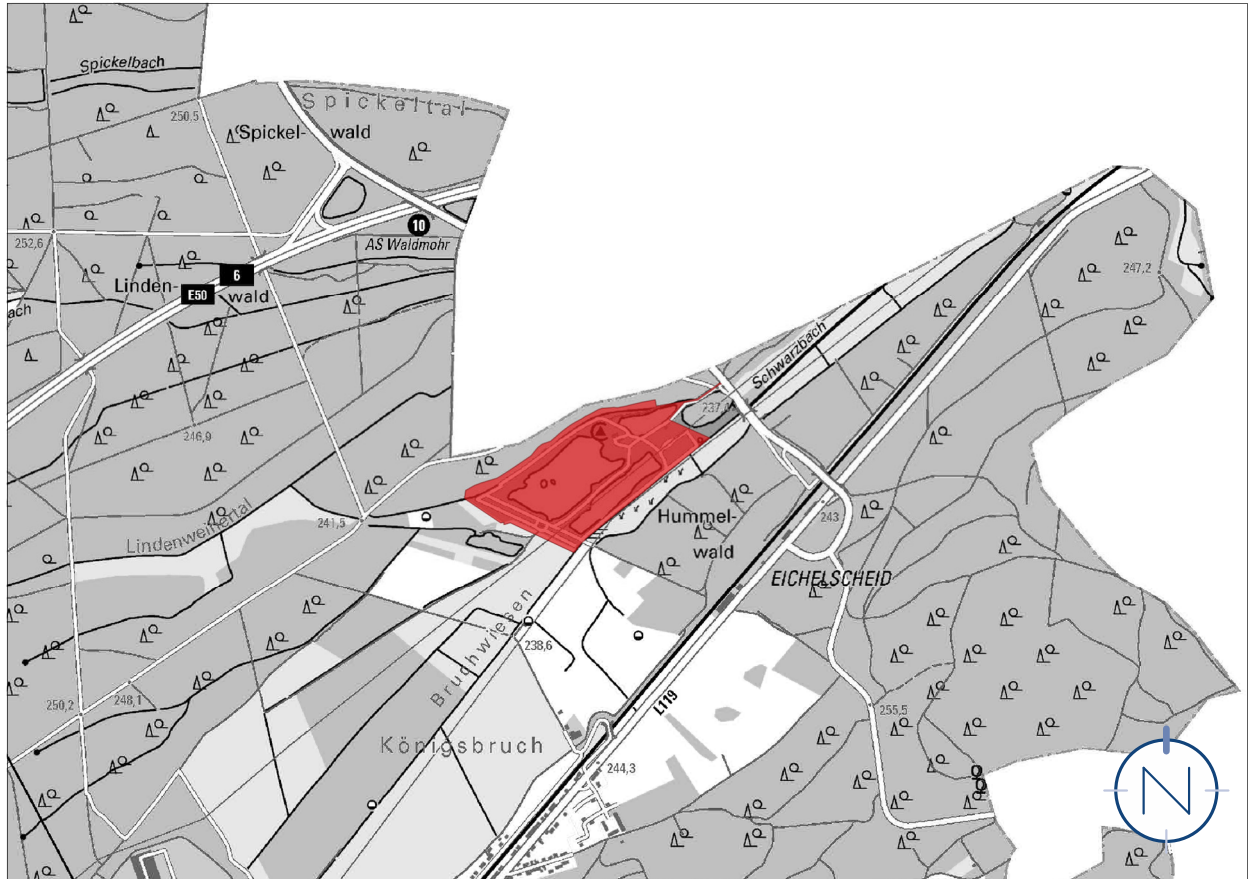 Spickelbach
Spickeltal
250,5
Spickel-
wald
10
AS Waldmohr
252,6
6
E50
Linden-
wald
ach
247,2
Schwarzbach
246,9
241,5
Lindenweihertal
Hummel-
wald
243
EICHELSCHEID
Bruchwiesen
238,6
L119
250,2
248,1
255,5
Königsbruch
244,3
N